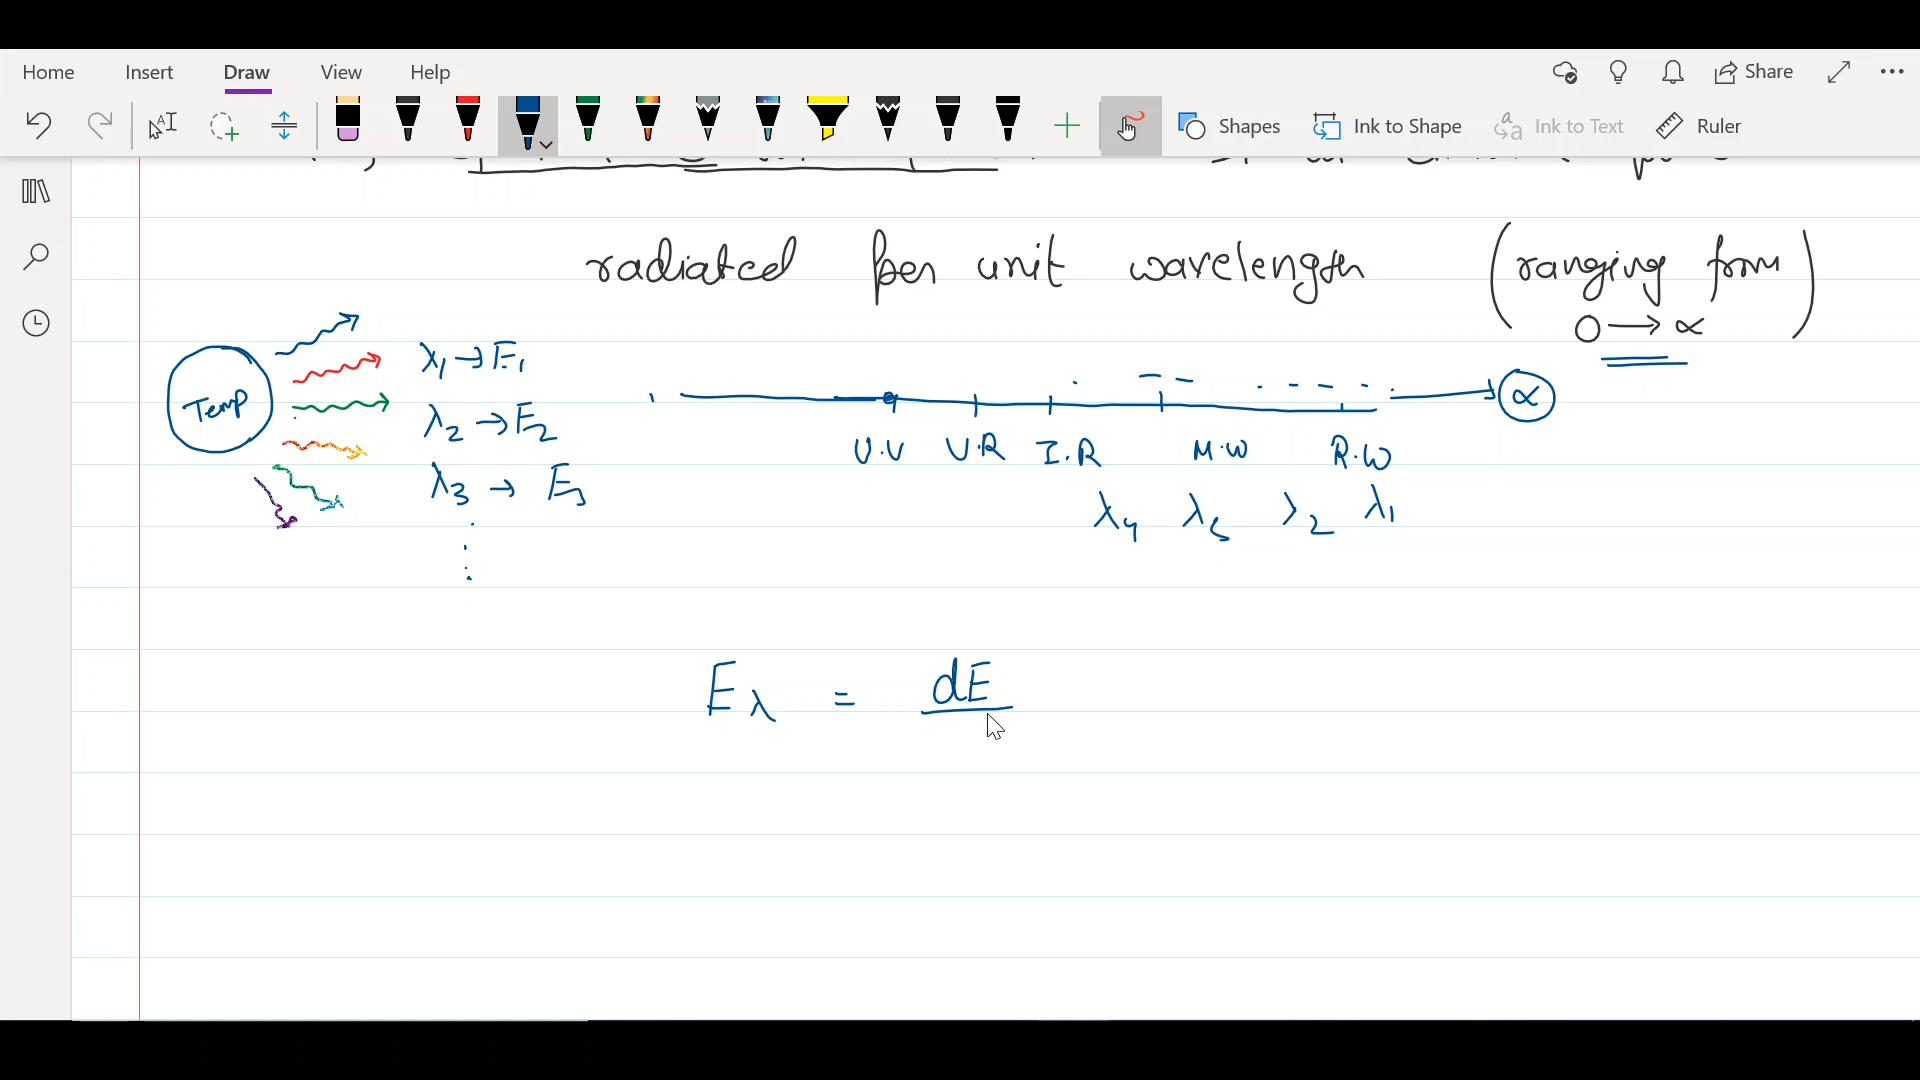 Home Insert Draw View Help Share
Shapes Ink to Shape Ink to Text Ruler
radiated per unit wavelength (ranging from
0 → ∝)
Temp
λ1 → E1
λ2 → E2
λ3 → E3
∝
U.V V.R I.R M.W R.W
λ4 λ5 λ2 λ1
Eλ = dE